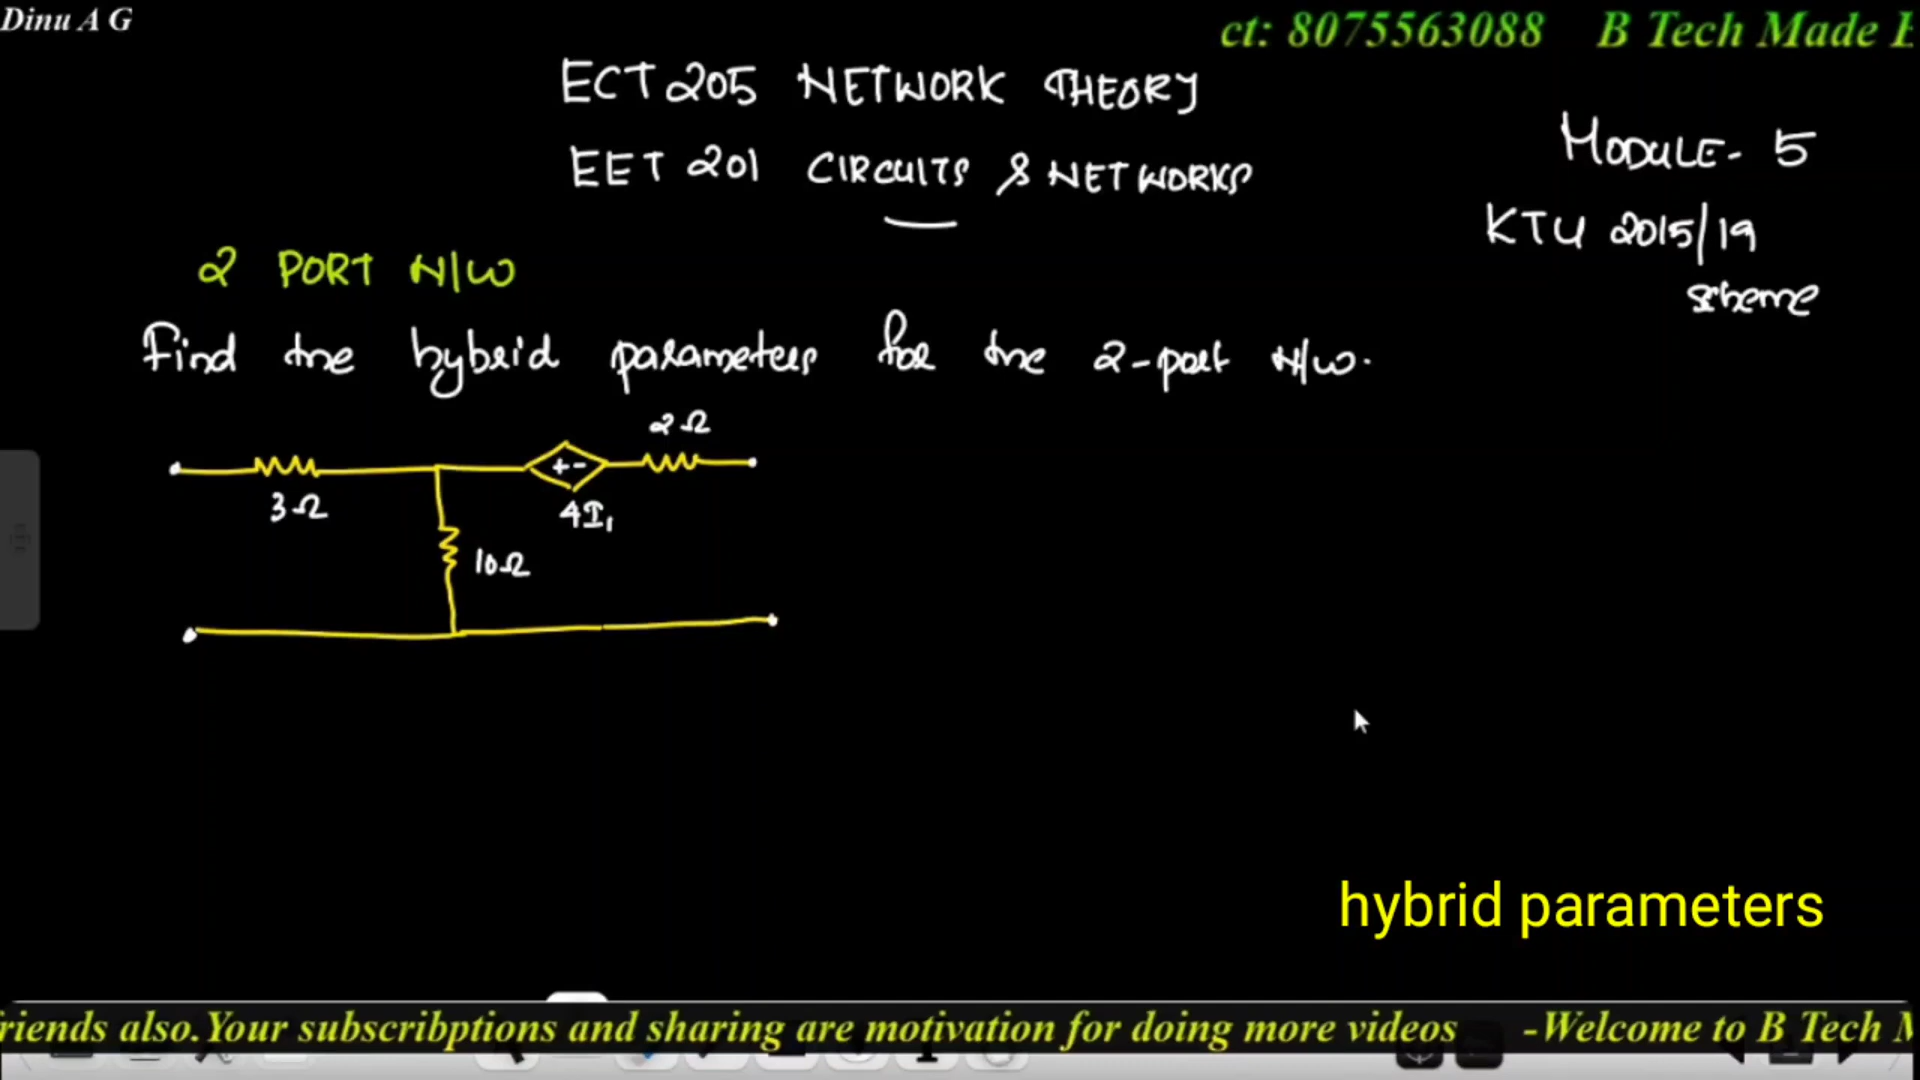 Dinu A G
ct: 8075563088 B Tech Made E
ECT 205 NETWORK THEORY
EET 201 CIRCUITS & NETWORKS
MODULE- 5
KTU 2015/19
scheme
2 PORT N/W
Find the hybrid parameters for the 2-port N/W.
2Ω
+-
3Ω
4I₁
10Ω
hybrid parameters
riends also.Your subscribptions and sharing are motivation for doing more videos -Welcome to B Tech M